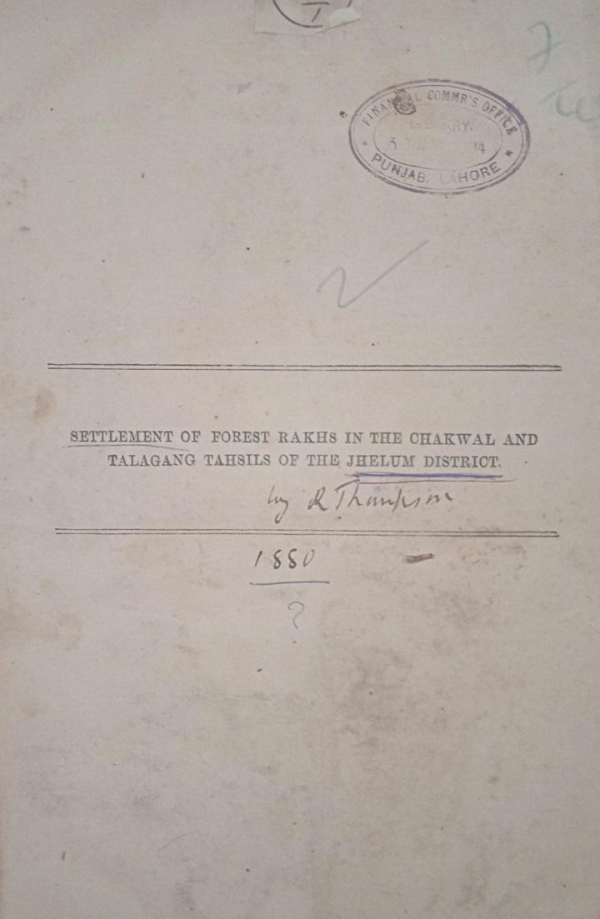 I
FINANCIAL COMMR'S OFFICE
LIBRARY.
PUNJAB, LAHORE
SETTLEMENT OF FOREST RAKHS IN THE CHAKWAL AND
TALAGANG TAHSILS OF THE JHELUM DISTRICT.
by R Thompson
1880
?